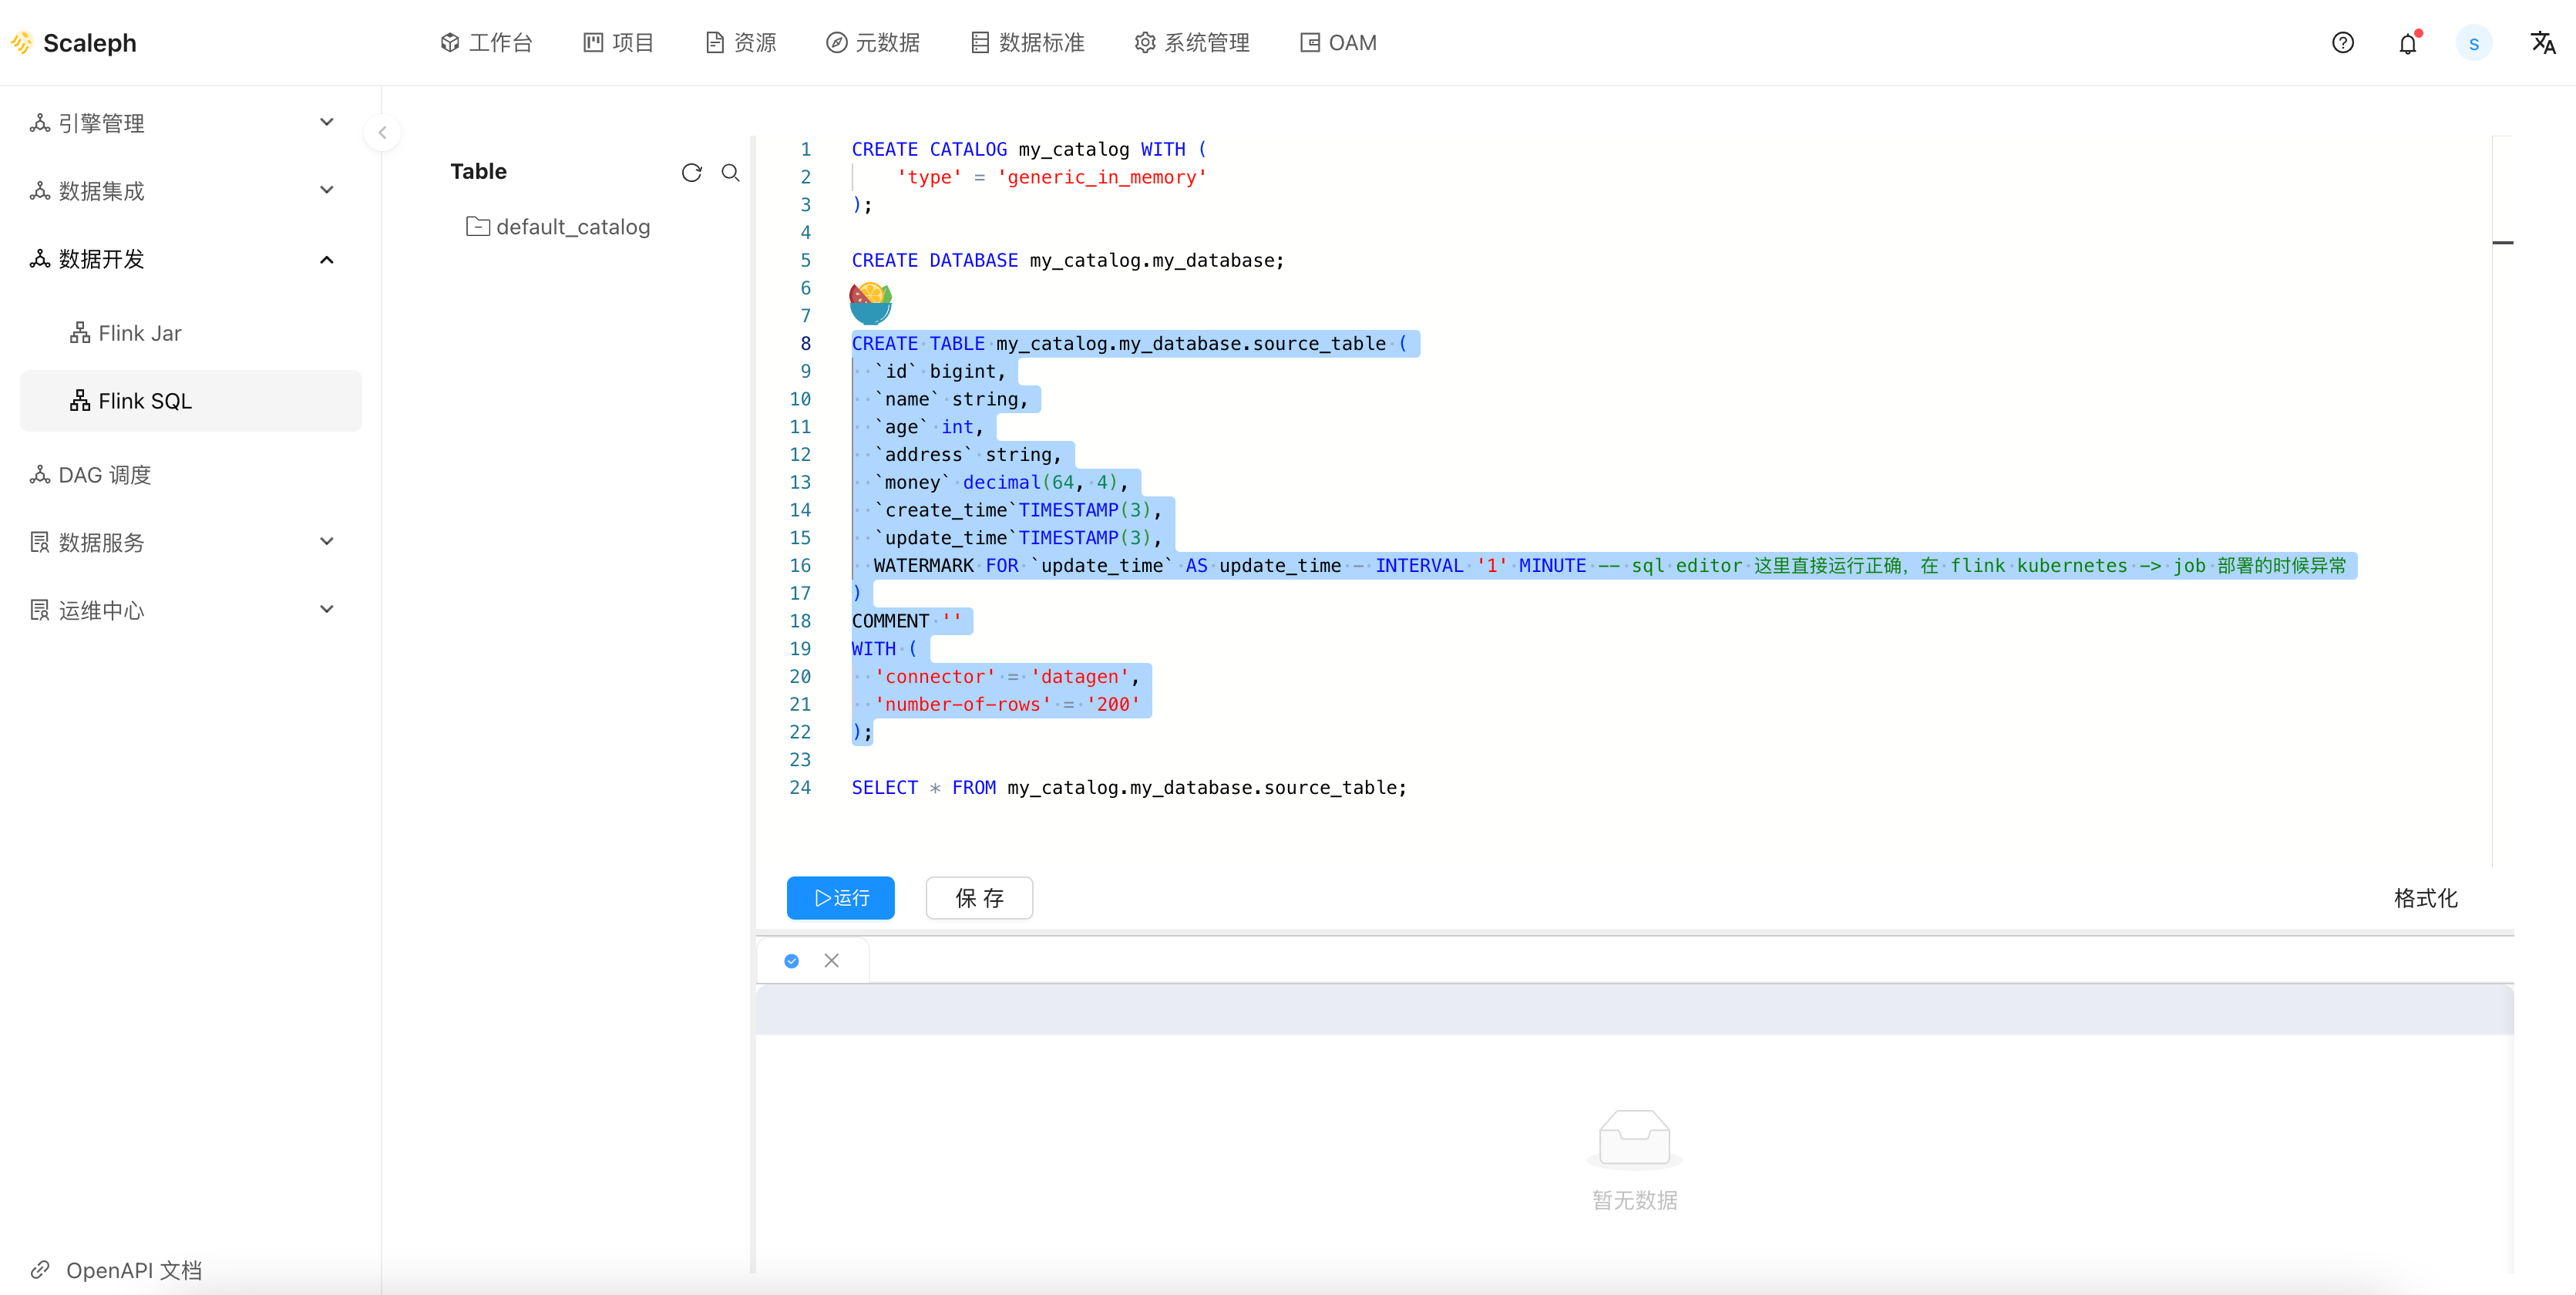 Scaleph
工作台 项目 资源 元数据 数据标准 系统管理 OAM
S
引擎管理
数据集成
数据开发
Flink Jar
Flink SQL
DAG 调度
数据服务
运维中心
OpenAPI 文档
Table
default_catalog
1 CREATE CATALOG my_catalog WITH (
2     'type' = 'generic_in_memory'
3 );
4
5 CREATE DATABASE my_catalog.my_database;
6
7
8 CREATE TABLE my_catalog.my_database.source_table (
9   `id` bigint,
10   `name` string,
11   `age` int,
12   `address` string,
13   `money` decimal(64, 4),
14   `create_time`TIMESTAMP(3),
15   `update_time`TIMESTAMP(3),
16   WATERMARK FOR `update_time` AS update_time - INTERVAL '1' MINUTE -- sql editor 这里直接运行正确，在 flink kubernetes -> job 部署的时候异常
17 )
18 COMMENT ''
19 WITH (
20   'connector' = 'datagen',
21   'number-of-rows' = '200'
22 );
23
24 SELECT * FROM my_catalog.my_database.source_table;
运行 保 存 格式化
暂无数据